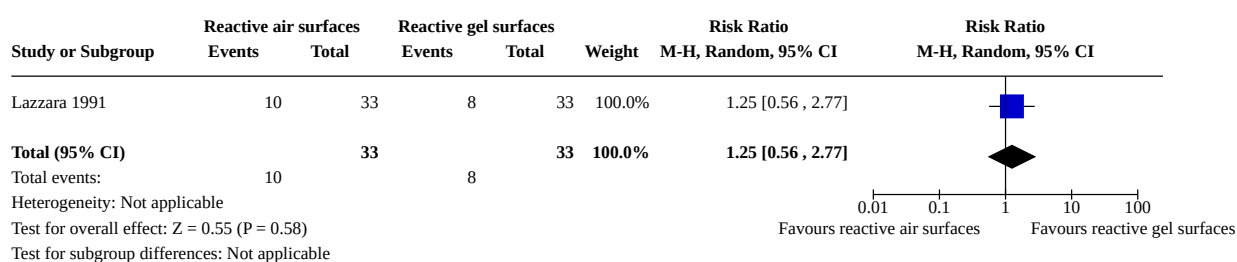 Reactive air surfaces Reactive gel surfaces Risk Ratio Risk Ratio
Study or Subgroup Events Total Events Total Weight M-H, Random, 95% CI M-H, Random, 95% CI
Lazzara 1991 10 33 8 33 100.0% 1.25 [0.56 , 2.77]
Total (95% CI) 33 33 100.0% 1.25 [0.56 , 2.77]
Total events: 10 8
Heterogeneity: Not applicable 0.01 0.1 1 10 100
Test for overall effect: Z = 0.55 (P = 0.58) Favours reactive air surfaces Favours reactive gel surfaces
Test for subgroup differences: Not applicable